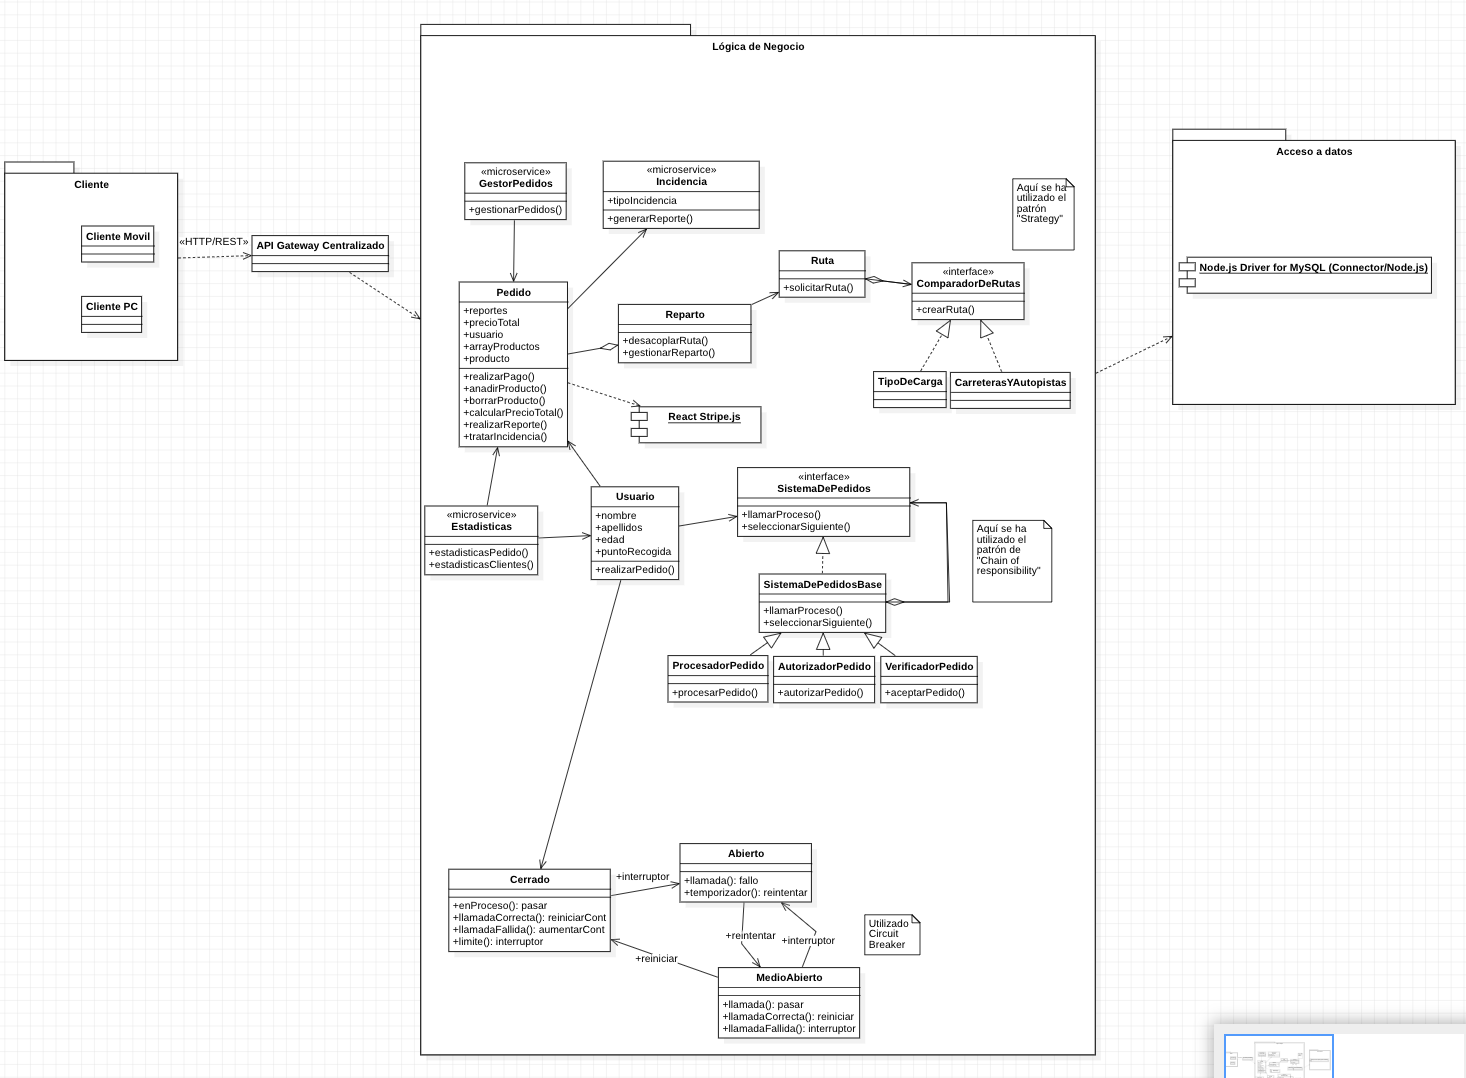 Lógica de Negocio
Cliente
Cliente Movil
Cliente PC
«HTTP/REST»
API Gateway Centralizado
«microservice»
GestorPedidos
+gestionarPedidos()
«microservice»
Incidencia
+tipoIncidencia
+generarReporte()
Aquí se ha
utilizado el
patrón
"Strategy"
Pedido
+reportes
+precioTotal
+usuario
+arrayProductos
+producto
+realizarPago()
+anadirProducto()
+borrarProducto()
+calcularPrecioTotal()
+realizarReporte()
+tratarIncidencia()
Reparto
+desacoplarRuta()
+gestionarReparto()
Ruta
+solicitarRuta()
«interface»
ComparadorDeRutas
+crearRuta()
TipoDeCarga
CarreterasYAutopistas
React Stripe.js
«microservice»
Estadisticas
+estadisticasPedido()
+estadisticasClientes()
Usuario
+nombre
+apellidos
+edad
+puntoRecogida
+realizarPedido()
«interface»
SistemaDePedidos
+llamarProceso()
+seleccionarSiguiente()
SistemaDePedidosBase
+llamarProceso()
+seleccionarSiguiente()
Aquí se ha
utilizado el
patrón de
"Chain of
responsibility"
ProcesadorPedido
+procesarPedido()
AutorizadorPedido
+autorizarPedido()
VerificadorPedido
+aceptarPedido()
Cerrado
+enProceso(): pasar
+llamadaCorrecta(): reiniciarCont
+llamadaFallida(): aumentarCont
+limite(): interruptor
+interruptor
Abierto
+llamada(): fallo
+temporizador(): reintentar
+reintentar
+interruptor
+reiniciar
Utilizado
Circuit
Breaker
MedioAbierto
+llamada(): pasar
+llamadaCorrecta(): reiniciar
+llamadaFallida(): interruptor
Acceso a datos
Node.js Driver for MySQL (Connector/Node.js)